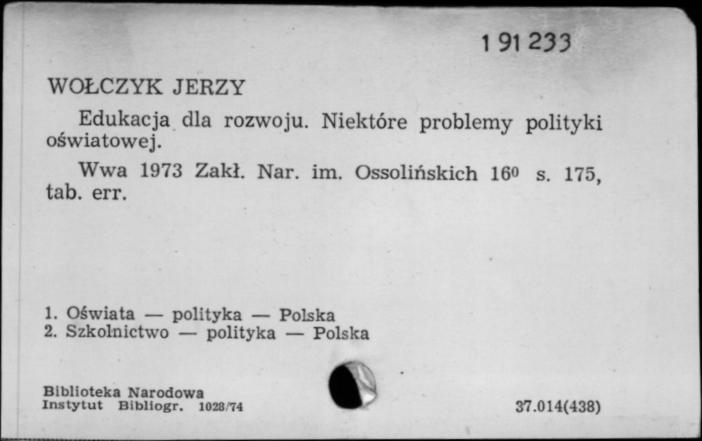 1 91 233
WOŁCZYK JERZY
Edukacja dla rozwoju. Niektóre problemy polityki
oświatowej.
Wwa 1973 Zakł. Nar. im. Ossolińskich 16⁰ s. 175,
tab. err.
1. Oświata — polityka — Polska
2. Szkolnictwo — polityka — Polska
Biblioteka Narodowa
Instytut Bibliogr. 1028/74
37.014(438)